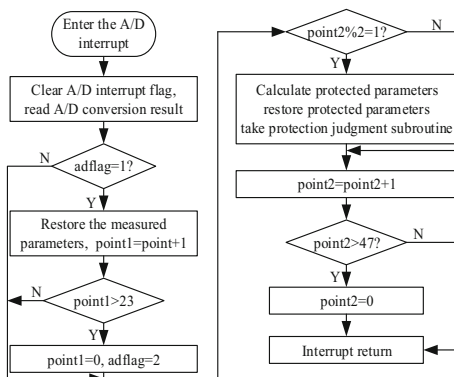 Enter the A/D
interrupt
Clear A/D interrupt flag,
read A/D conversion result
N
adflag=1?
Y
Restore the measured
parameters, point1=point+1
N
point1>23
Y
point1=0, adflag=2
point2%2=1?
N
Y
Calculate protected parameters
restore protected parameters
take protection judgment subroutine
point2=point2+1
point2>47?
N
Y
point2=0
Interrupt return